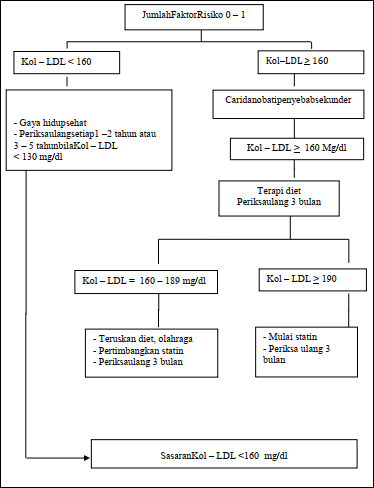 JumlahFaktorRisiko 0 – 1
Kol – LDL < 160
Kol–LDL ≥ 160
- Gaya hidupsehat
- Periksaulangsetiap1 –2 tahun atau
3 – 5 tahunbilaKol – LDL
< 130 mg/dl
Caridanobatipenyebabsekunder
Kol – LDL ≥ 160 Mg/dl
Terapi diet
Periksaulang 3 bulan
Kol – LDL = 160 – 189 mg/dl
Kol – LDL ≥ 190
- Teruskan diet, olahraga
- Pertimbangkan statin
- Periksaulang 3 bulan
- Mulai statin
- Periksa ulang 3
bulan
SasaranKol – LDL <160 mg/dl